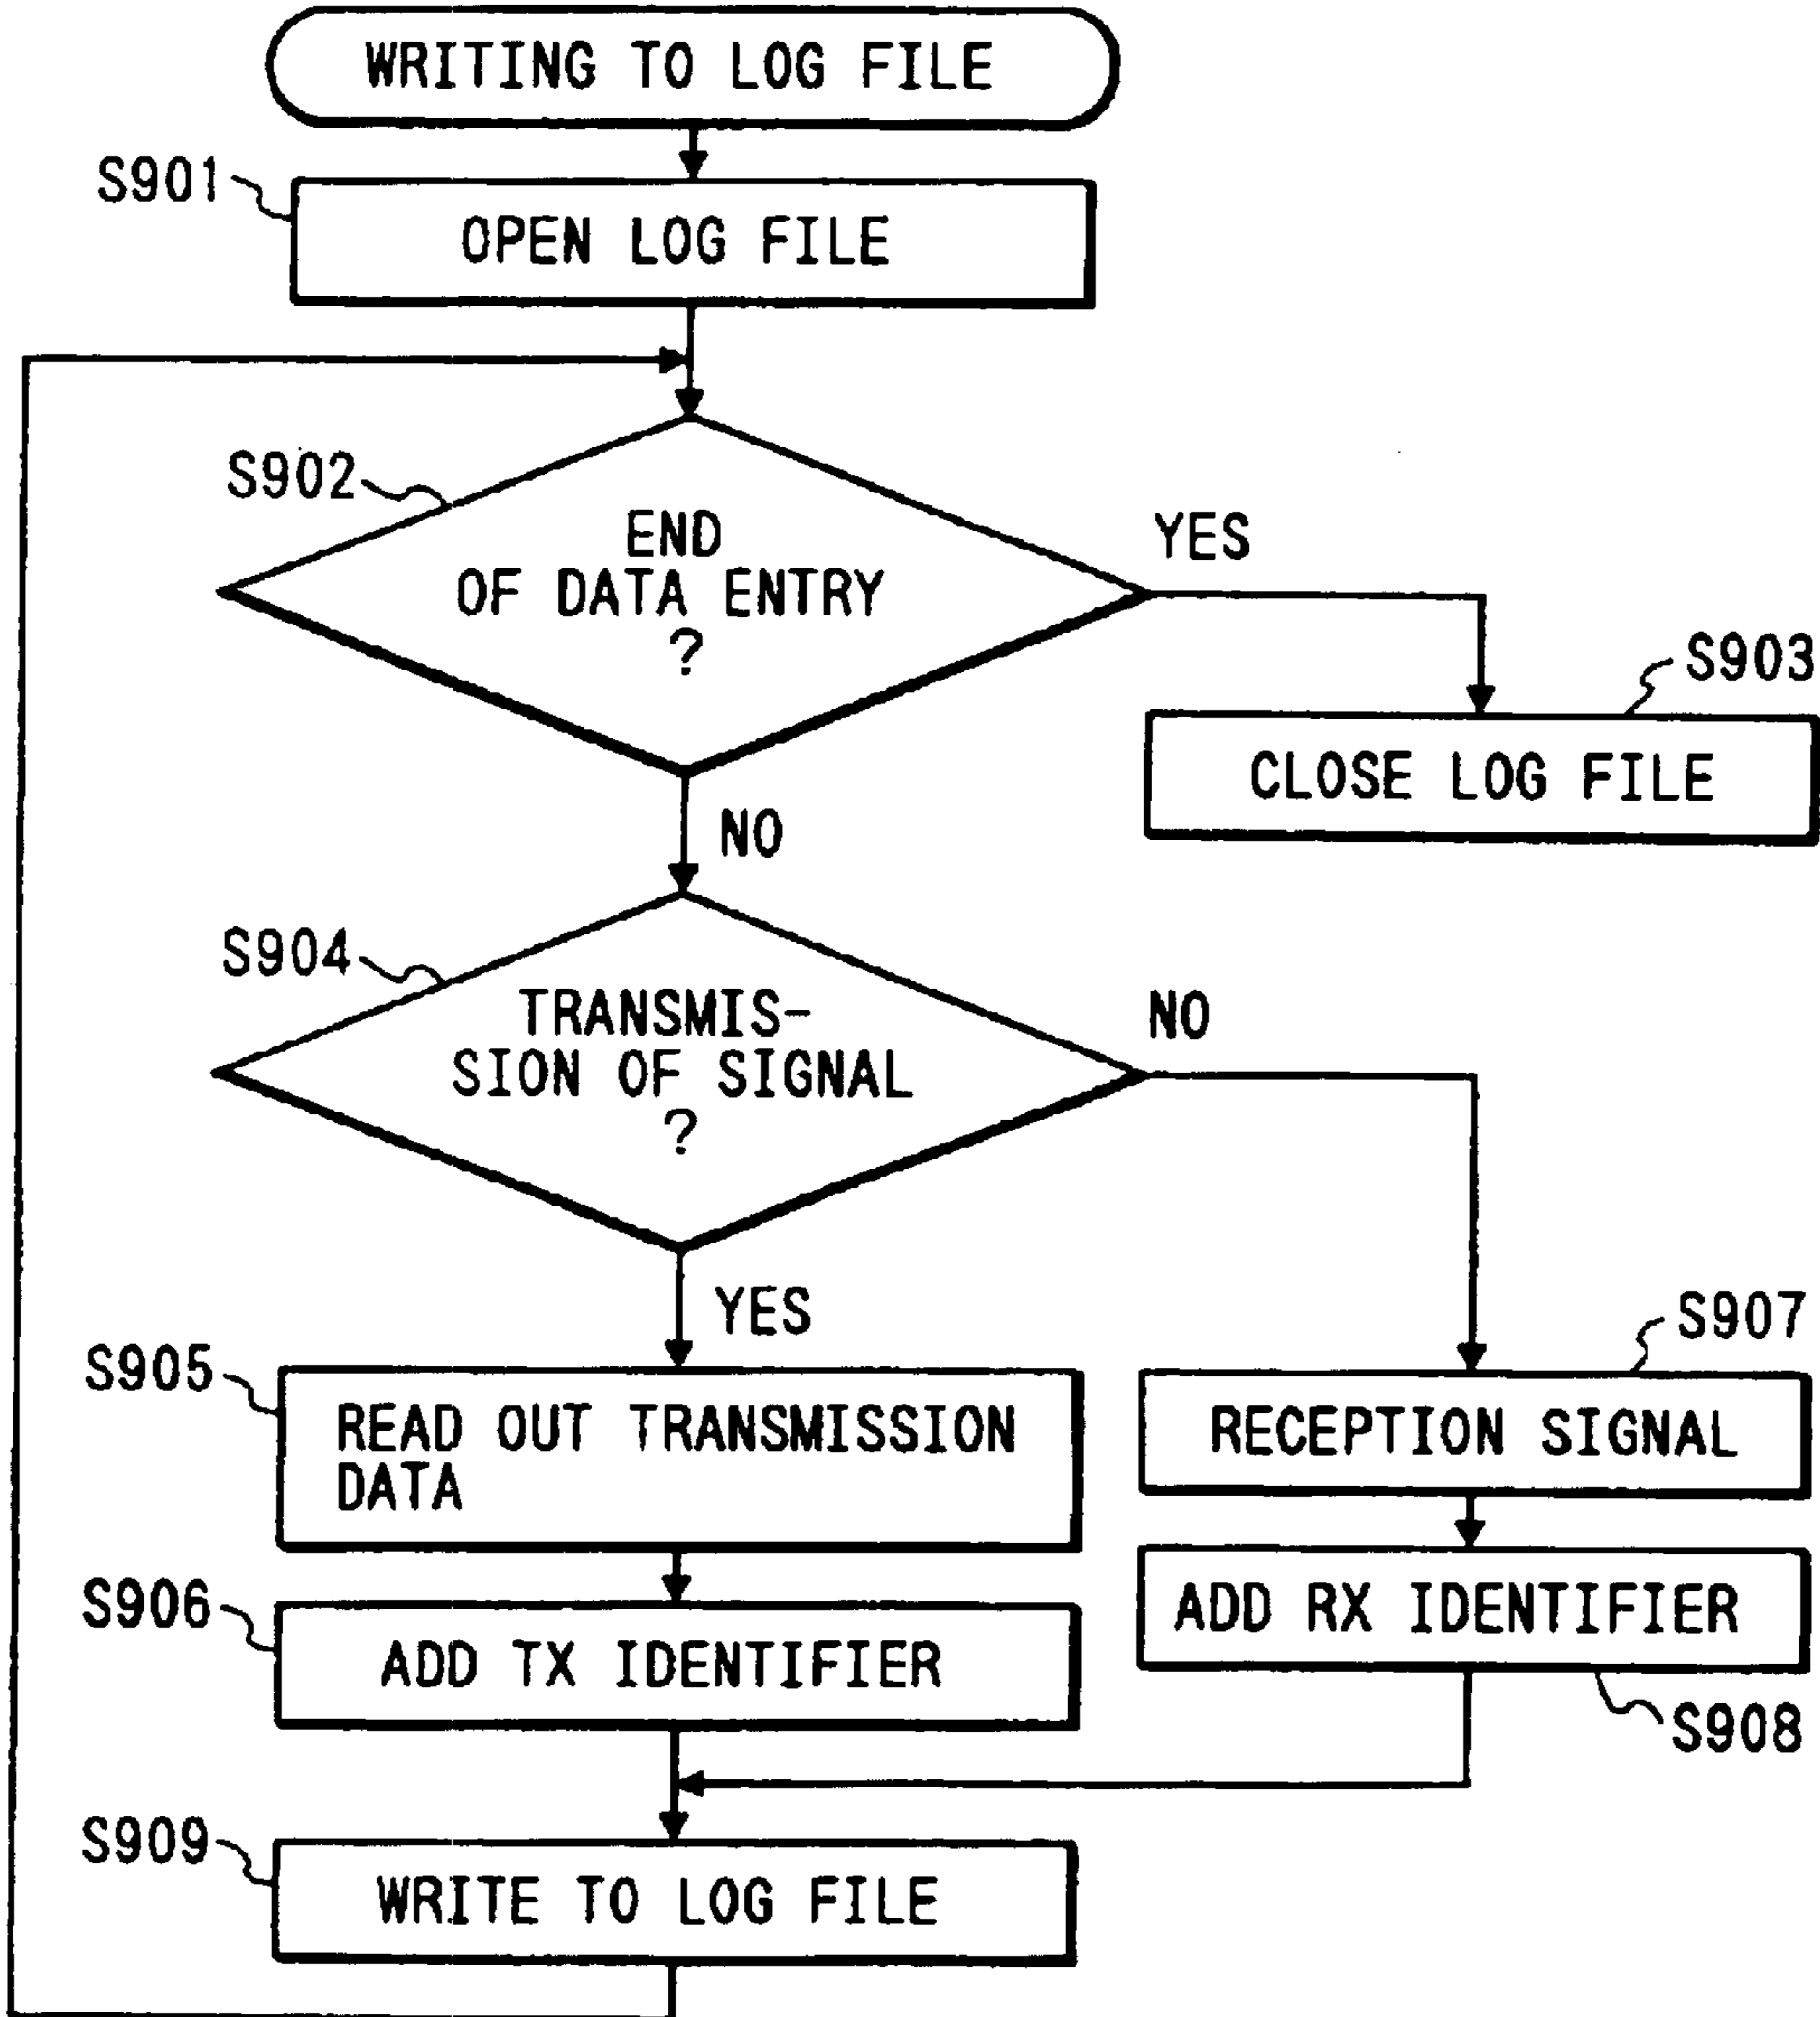 WRITING TO LOG FILE
S901
OPEN LOG FILE
S902
END
OF DATA ENTRY
?
YES
S903
CLOSE LOG FILE
NO
S904
TRANSMIS-
SION OF SIGNAL
?
NO
YES
S905
READ OUT TRANSMISSION
DATA
S907
RECEPTION SIGNAL
S906
ADD TX IDENTIFIER
ADD RX IDENTIFIER
S908
S909
WRITE TO LOG FILE